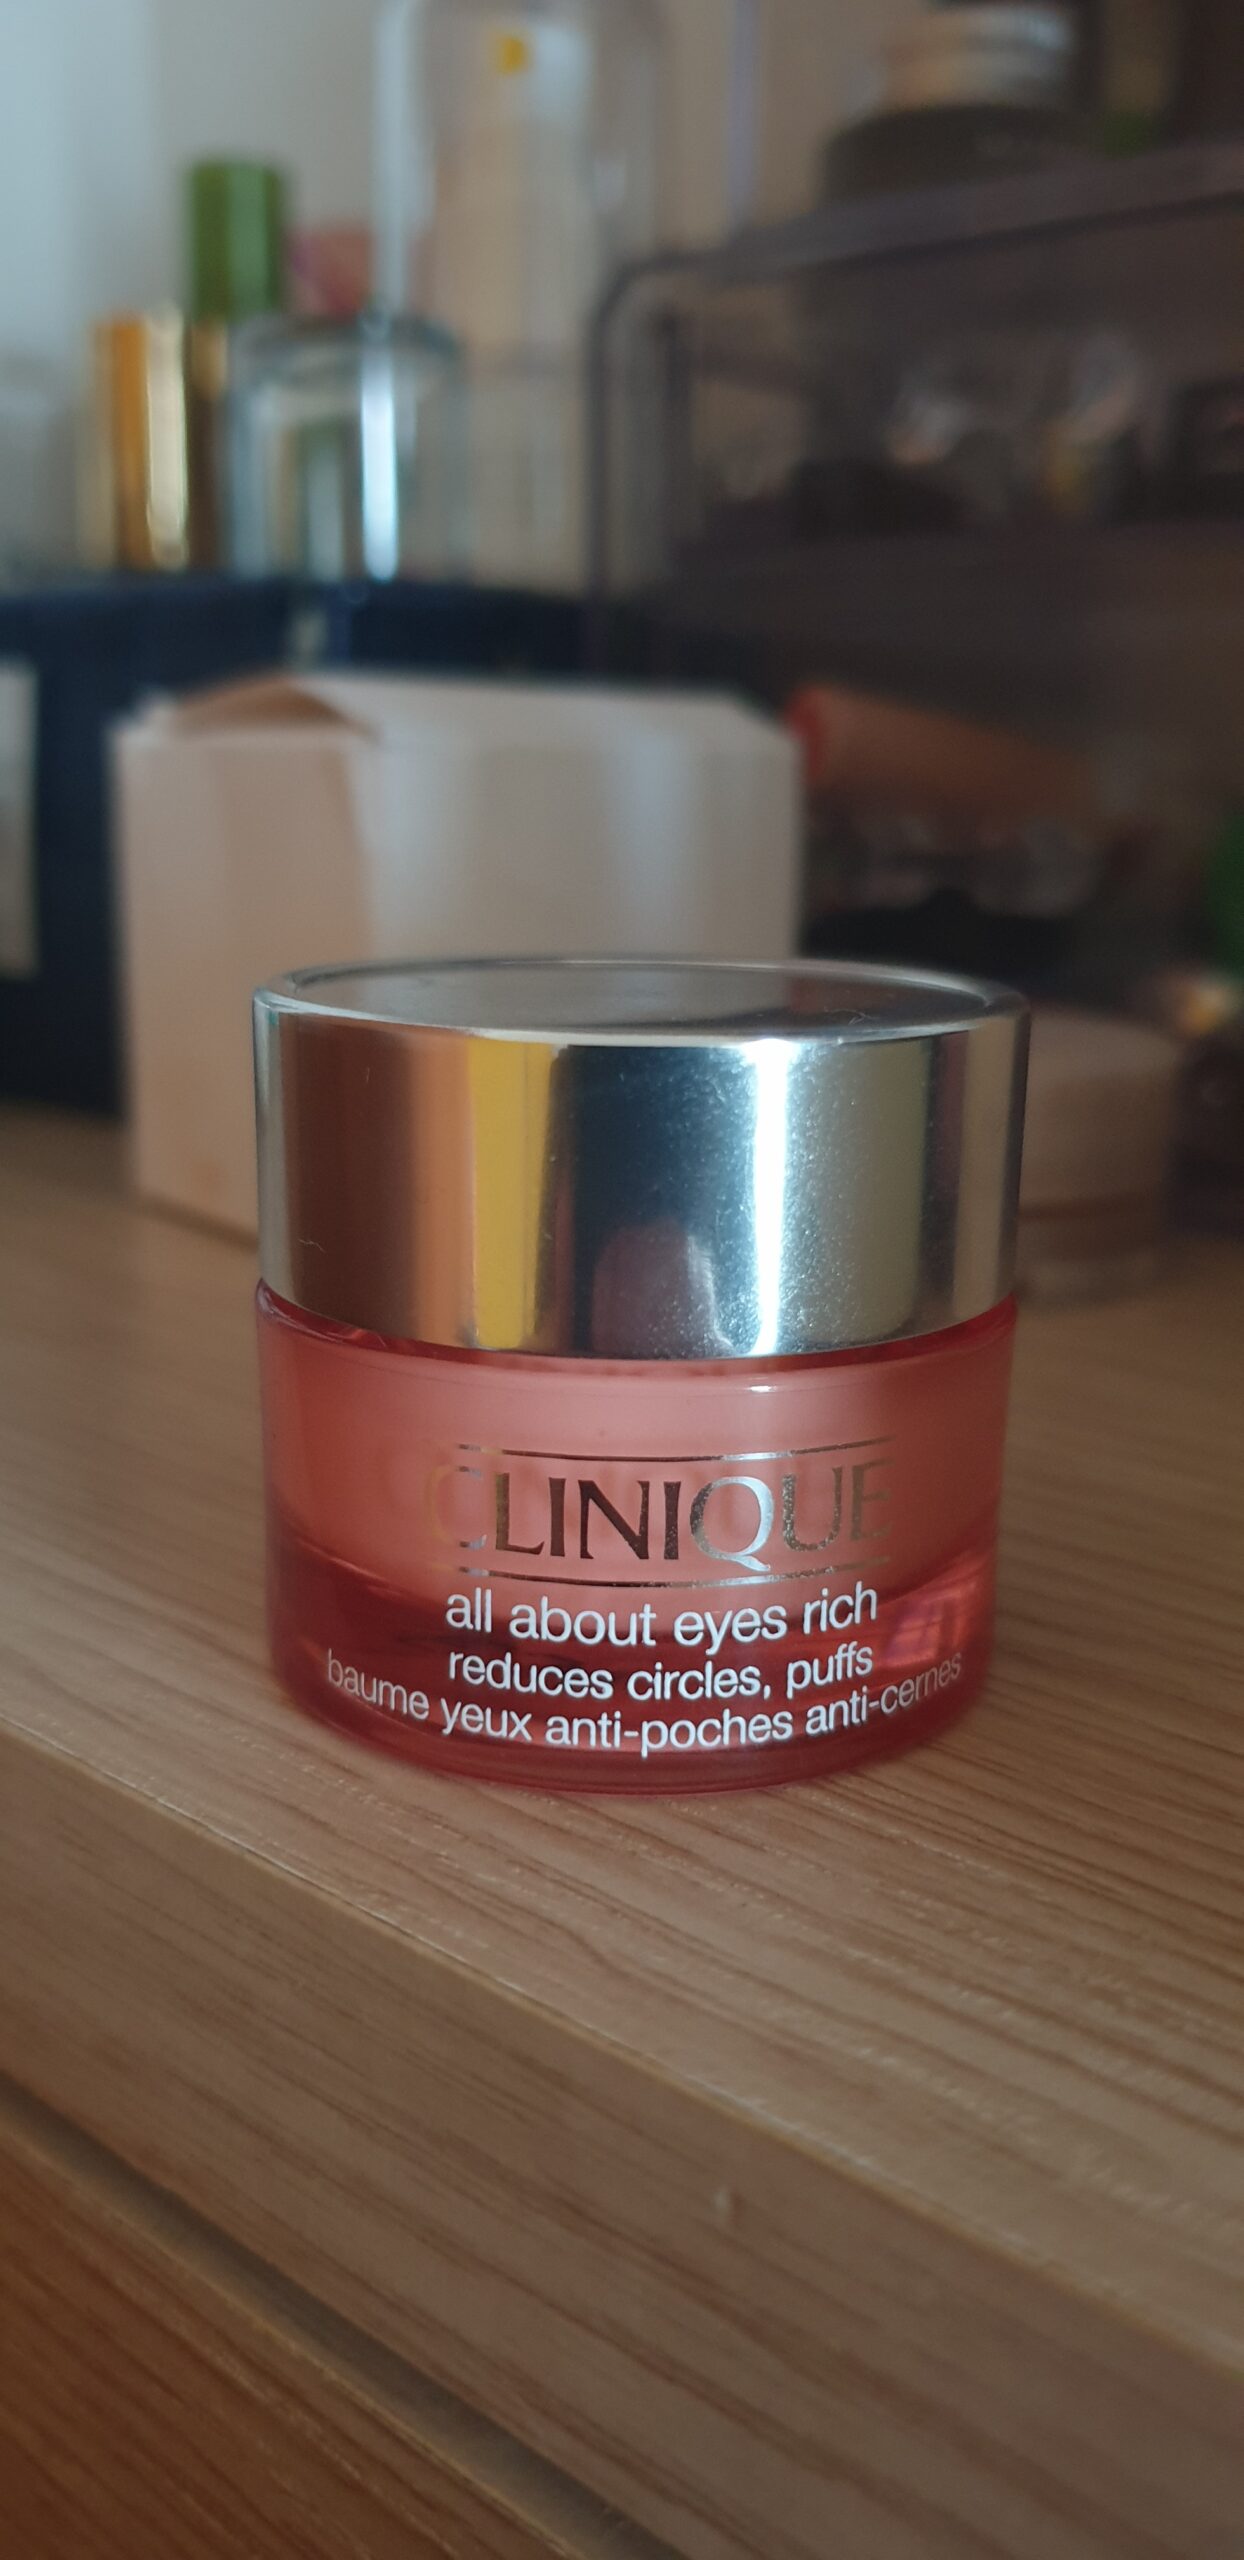 CLINIQUE
all about eyes rich
reduces circles, puffs
baume yeux anti-poches anti-cernes